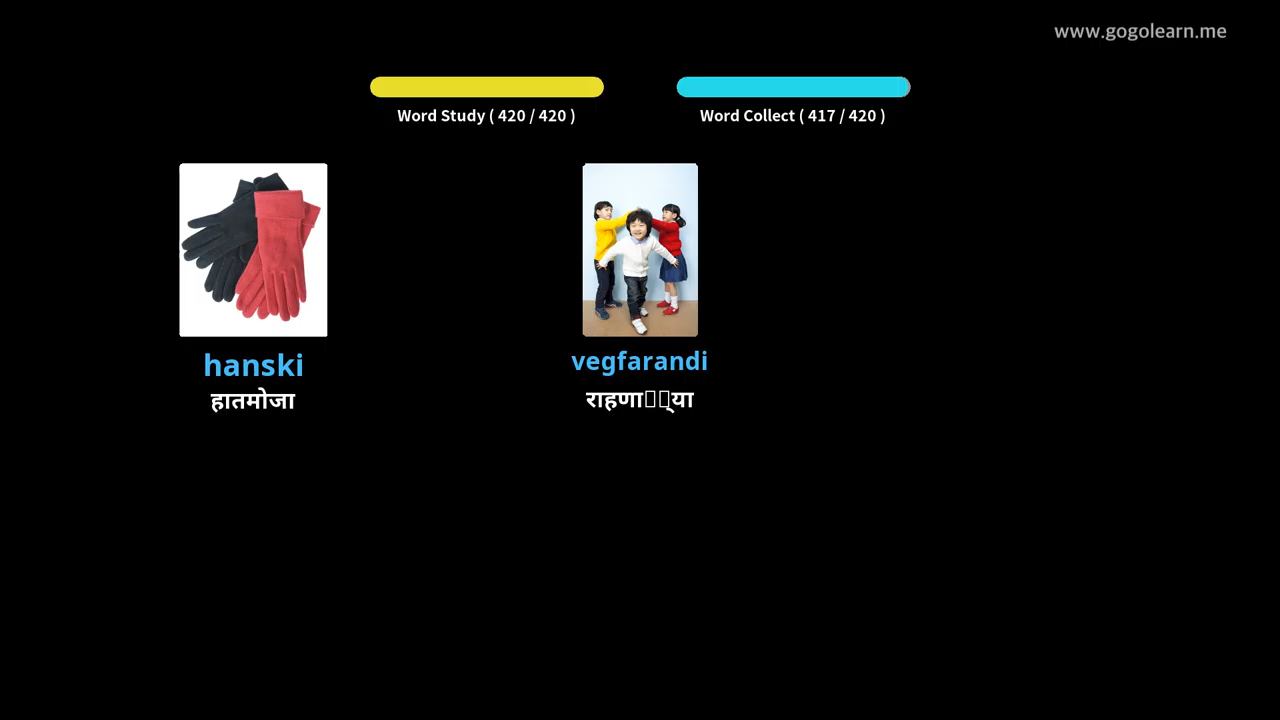 www.gogolearn.me
Word Study ( 420 / 420 )
Word Collect ( 417 / 420 )
hanski
हातमोजा
vegfarandi